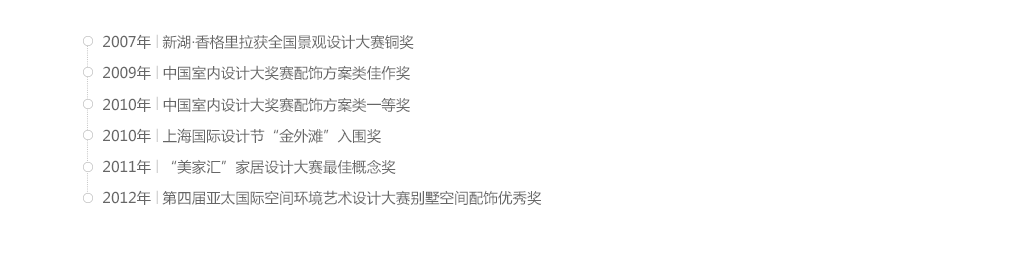 2007年 | 新湖·香格里拉获全国景观设计大赛铜奖
2009年 | 中国室内设计大奖赛配饰方案类佳作奖
2010年 | 中国室内设计大奖赛配饰方案类一等奖
2010年 | 上海国际设计节“金外滩”入围奖
2011年 | “美家汇”家居设计大赛最佳概念奖
2012年 | 第四届亚太国际空间环境艺术设计大赛别墅空间配饰优秀奖